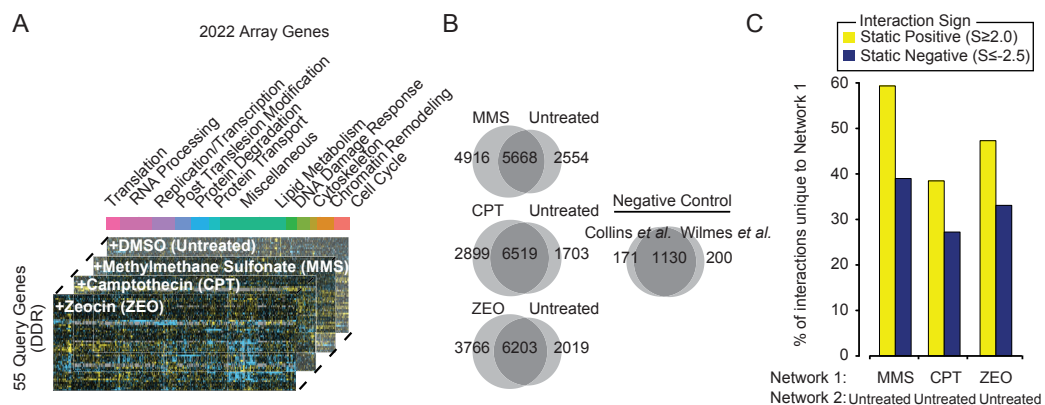 A
2022 Array Genes
Translation
RNA Processing
Replication/Transcription
Post Translesion Modification
Protein Degradation
Protein Transport
Miscellaneous
Lipid Metabolism
DNA Damage Response
Cytoskeleton
Chromatin Remodeling
Cell Cycle
+DMSO (Untreated)
+Methylmethane Sulfonate (MMS)
+Camptothecin (CPT)
+Zeocin (ZEO)
55 Query Genes
(DDR)
B
MMS Untreated
4916 5668 2554
CPT Untreated
2899 6519 1703
ZEO Untreated
3766 6203 2019
Negative Control
Collins et al. Wilmes et al.
171 1130 200
C
Interaction Sign
Static Positive (S≥2.0)
Static Negative (S≤-2.5)
% of interactions unique to Network 1
60
50
40
30
20
10
0
Network 1: MMS CPT ZEO
Network 2: Untreated Untreated Untreated